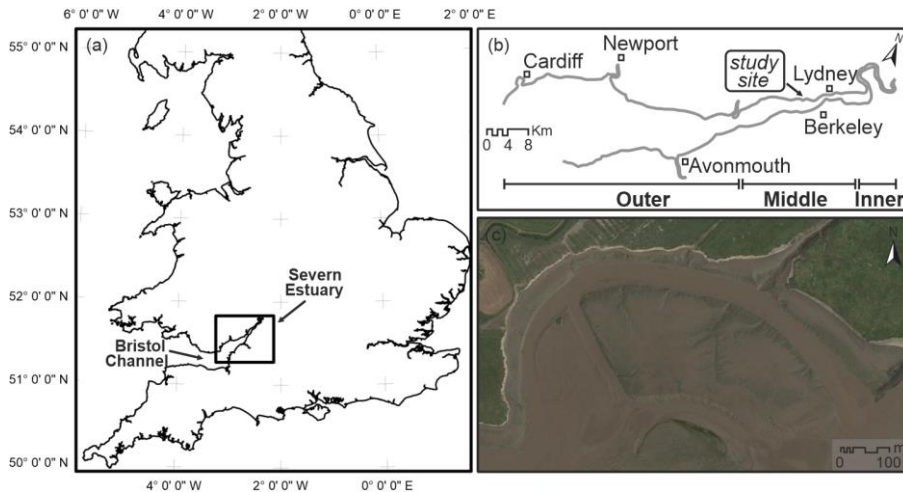 6° 0' 0" W 4° 0' 0" W 2° 0' 0" W 0° 0' 0" E 2° 0' 0" E
(a)
55° 0' 0" N
54° 0' 0" N
53° 0' 0" N
52° 0' 0" N
51° 0' 0" N
50° 0' 0" N
Severn
Estuary
Bristol
Channel
4° 0' 0" W 2° 0' 0" W 0° 0' 0" E
(b)
N
Newport
Cardiff
study
site
Lydney
Km
0 4 8
Berkeley
Avonmouth
Outer Middle Inner
(c)
N
m
0 100